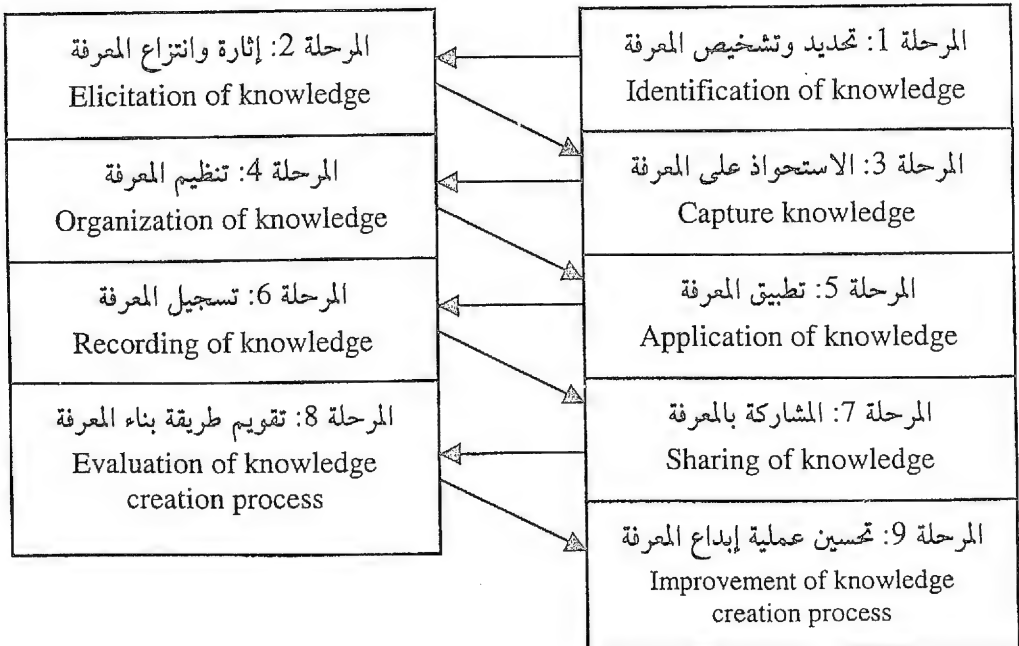 المرحلة 1: تحديد وتشخيص المعرفة
Identification of knowledge
المرحلة 2: إثارة وانتزاع المعرفة
Elicitation of knowledge
المرحلة 3: الاستحواذ على المعرفة
Capture knowledge
المرحلة 4: تنظيم المعرفة
Organization of knowledge
المرحلة 5: تطبيق المعرفة
Application of knowledge
المرحلة 6: تسجيل المعرفة
Recording of knowledge
المرحلة 7: المشاركة بالمعرفة
Sharing of knowledge
المرحلة 8: تقويم طريقة بناء المعرفة
Evaluation of knowledge
creation process
المرحلة 9: تحسين عملية إبداع المعرفة
Improvement of knowledge
creation process